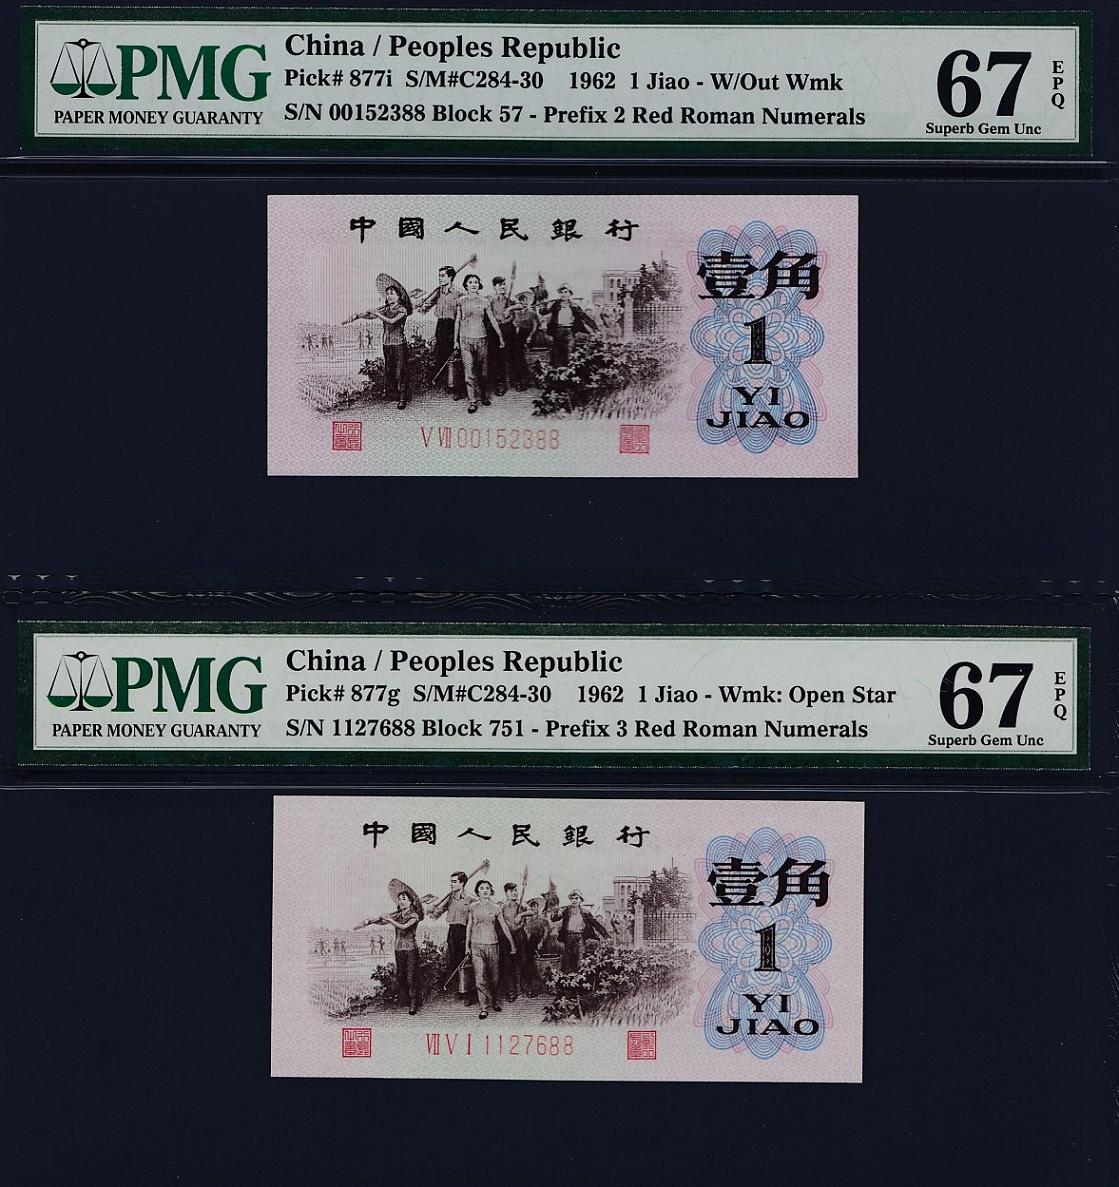 PMG
PAPER MONEY GUARANTY
China / Peoples Republic
Pick# 877i S/M#C284-30 1962 1 Jiao - W/Out Wmk
S/N 00152388 Block 57 - Prefix 2 Red Roman Numerals
67
EPQ
Superb Gem Unc
中國人民銀行
壹角
1
YI
JIAO
V VII 00152388
PMG
PAPER MONEY GUARANTY
China / Peoples Republic
Pick# 877g S/M#C284-30 1962 1 Jiao - Wmk: Open Star
S/N 1127688 Block 751 - Prefix 3 Red Roman Numerals
67
EPQ
Superb Gem Unc
中國人民銀行
壹角
1
YI
JIAO
VII V I 1127688